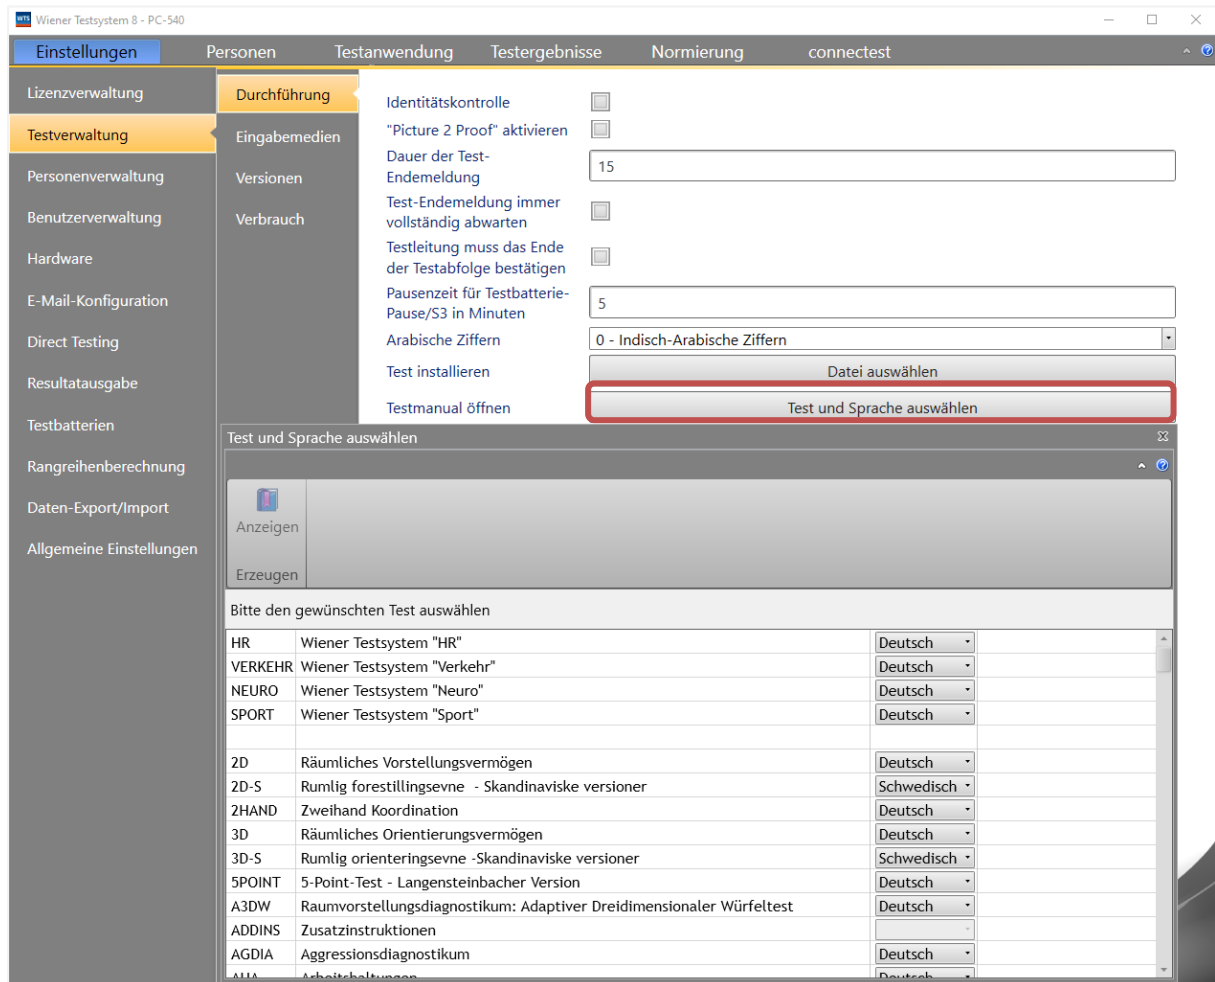 WTS Wiener Testsystem 8 - PC-540
Einstellungen Personen Testanwendung Testergebnisse Normierung connectest
Lizenzverwaltung
Testverwaltung
Personenverwaltung
Benutzerverwaltung
Hardware
E-Mail-Konfiguration
Direct Testing
Resultatausgabe
Testbatterien
Rangreihenberechnung
Daten-Export/Import
Allgemeine Einstellungen
Durchführung
Eingabemedien
Versionen
Verbrauch
Identitätskontrolle
"Picture 2 Proof" aktivieren
Dauer der Test-
Endemeldung
15
Test-Endemeldung immer
vollständig abwarten
Testleitung muss das Ende
der Testabfolge bestätigen
Pausenzeit für Testbatterie-
Pause/S3 in Minuten
5
Arabische Ziffern 0 - Indisch-Arabische Ziffern
Test installieren Datei auswählen
Testmanual öffnen Test und Sprache auswählen
Test und Sprache auswählen
Anzeigen
Erzeugen
Bitte den gewünschten Test auswählen
HR Wiener Testsystem "HR" Deutsch
VERKEHR Wiener Testsystem "Verkehr" Deutsch
NEURO Wiener Testsystem "Neuro" Deutsch
SPORT Wiener Testsystem "Sport" Deutsch
2D Räumliches Vorstellungsvermögen Deutsch
2D-S Rumlig forestillingsevne - Skandinaviske versioner Schwedisch
2HAND Zweihand Koordination Deutsch
3D Räumliches Orientierungsvermögen Deutsch
3D-S Rumlig orienteringsevne -Skandinaviske versioner Schwedisch
5POINT 5-Point-Test - Langensteinbacher Version Deutsch
A3DW Raumvorstellungsdiagnostikum: Adaptiver Dreidimensionaler Würfeltest Deutsch
ADDINS Zusatzinstruktionen
AGDIA Aggressionsdiagnostikum Deutsch
AHA Arbeitshaltungen Deutsch